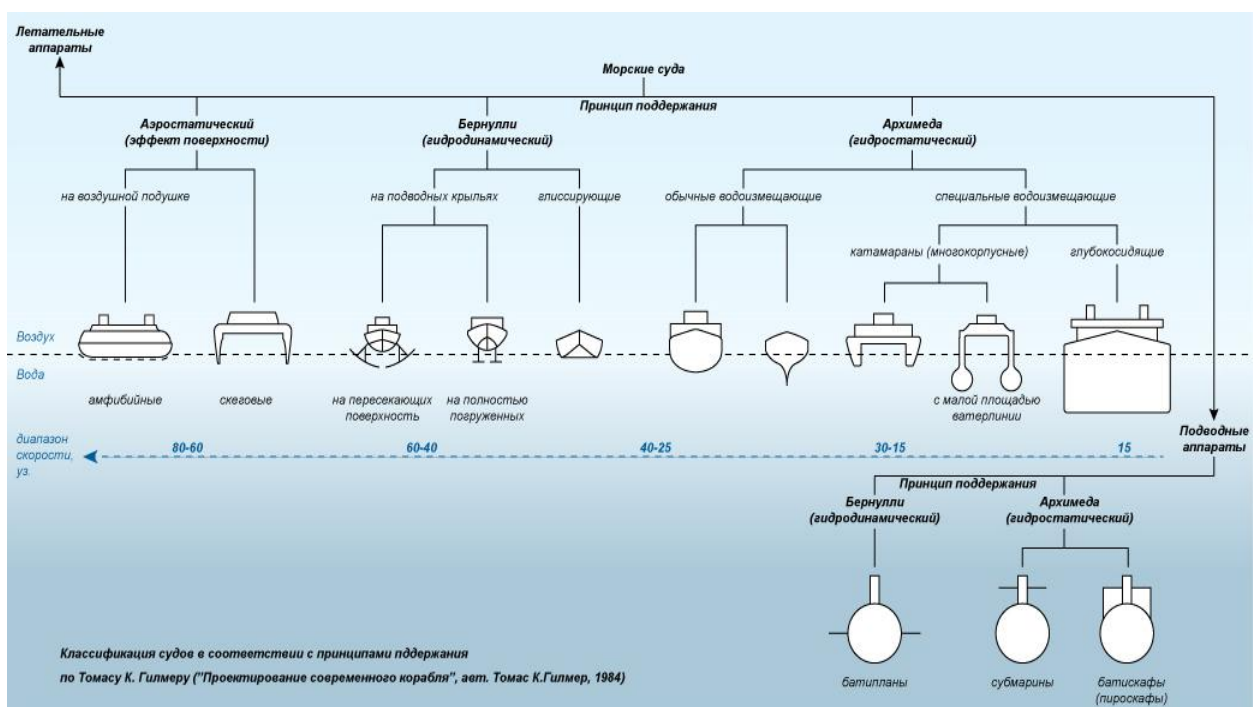 Летательные
аппараты
Морские суда
Принцип поддержания
Аэростатический
(эффект поверхности)
Бернулли
(гидродинамический)
Архимеда
(гидростатический)
на воздушной подушке
на подводных крыльях
глиссирующие
обычные водоизмещающие
специальные водоизмещающие
катамараны (многокорпусные)
глубокосидящие
Воздух
Вода
амфибийные
скеговые
на пересекающих
поверхность
на полностью
погруженных
с малой площадью
ватерлинии
Подводные
аппараты
диапазон
скорости,
уз.
80-60
60-40
40-25
30-15
15
Принцип поддержания
Бернулли
(гидродинамический)
Архимеда
(гидростатический)
батипланы
субмарины
батискафы
(пироскафы)
Классификация судов в соответствии с принципами пддержания
по Томасу К. Гилмеру ("Проектирование современного корабля", авт. Томас К.Гилмер, 1984)